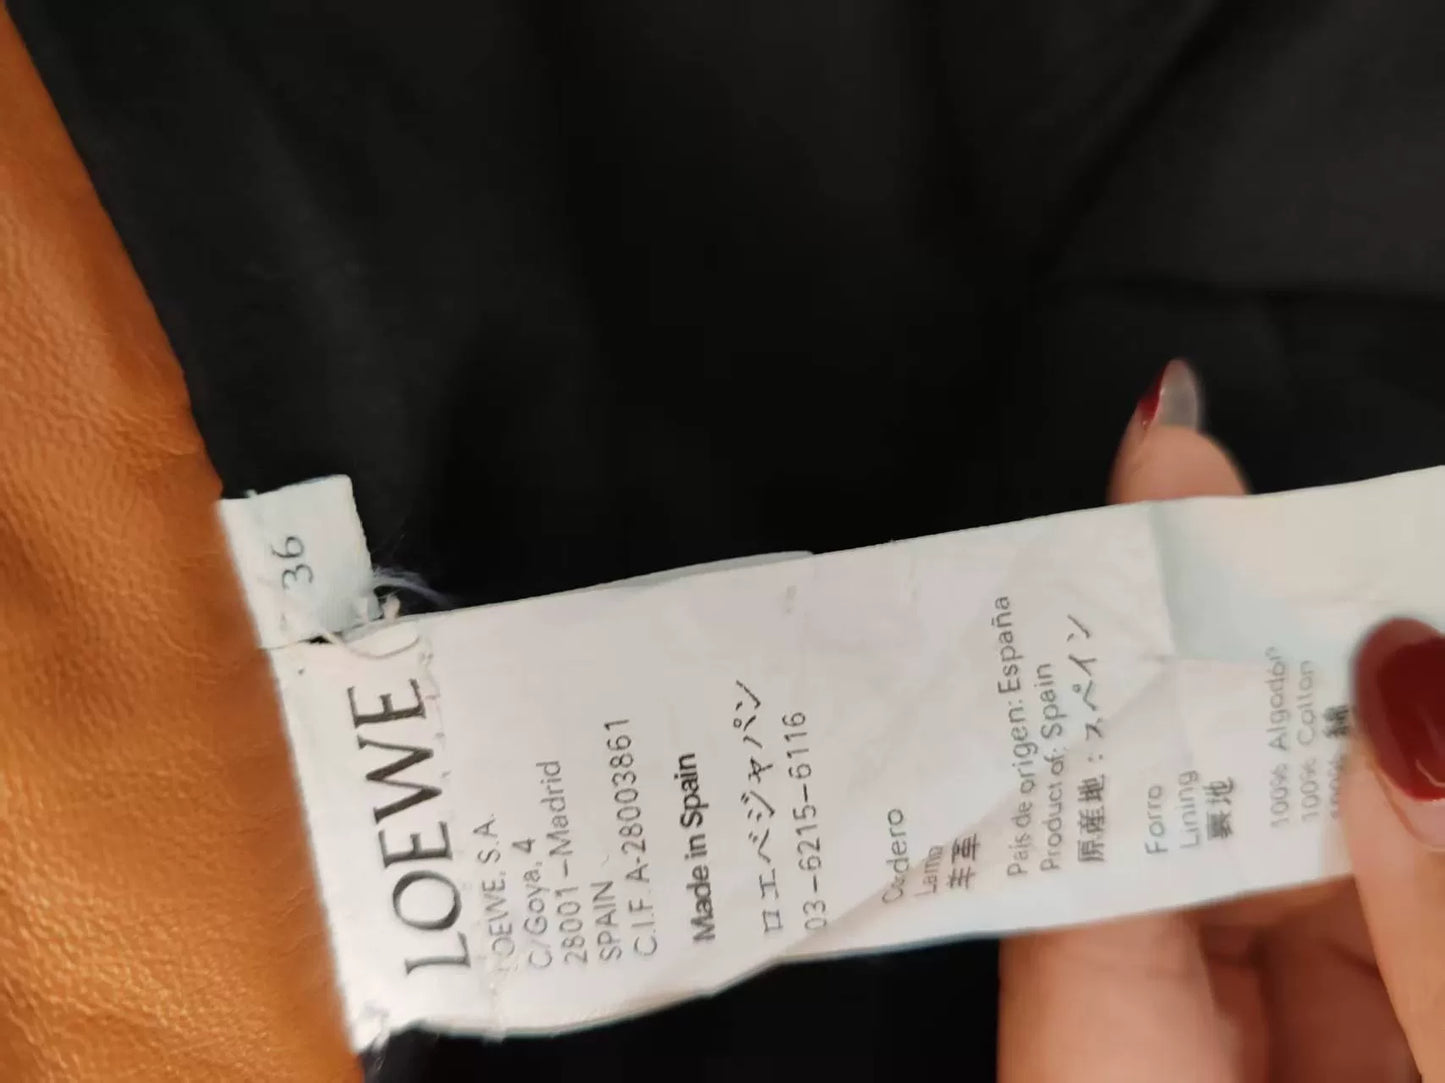 36
LOEWE
LOEWE, S.A.
C/Goya, 4
28001 -Madrid
SPAIN
C.I.F. A-28003861
Made in Spain
ロエベジャパン
03-6215-6116
Cordero
Lamb
羊革
País de origen: España
Product of: Spain
原産地：スペイン
Forro
Lining
裏地
100% Algodón
100% Cotton
100% 綿